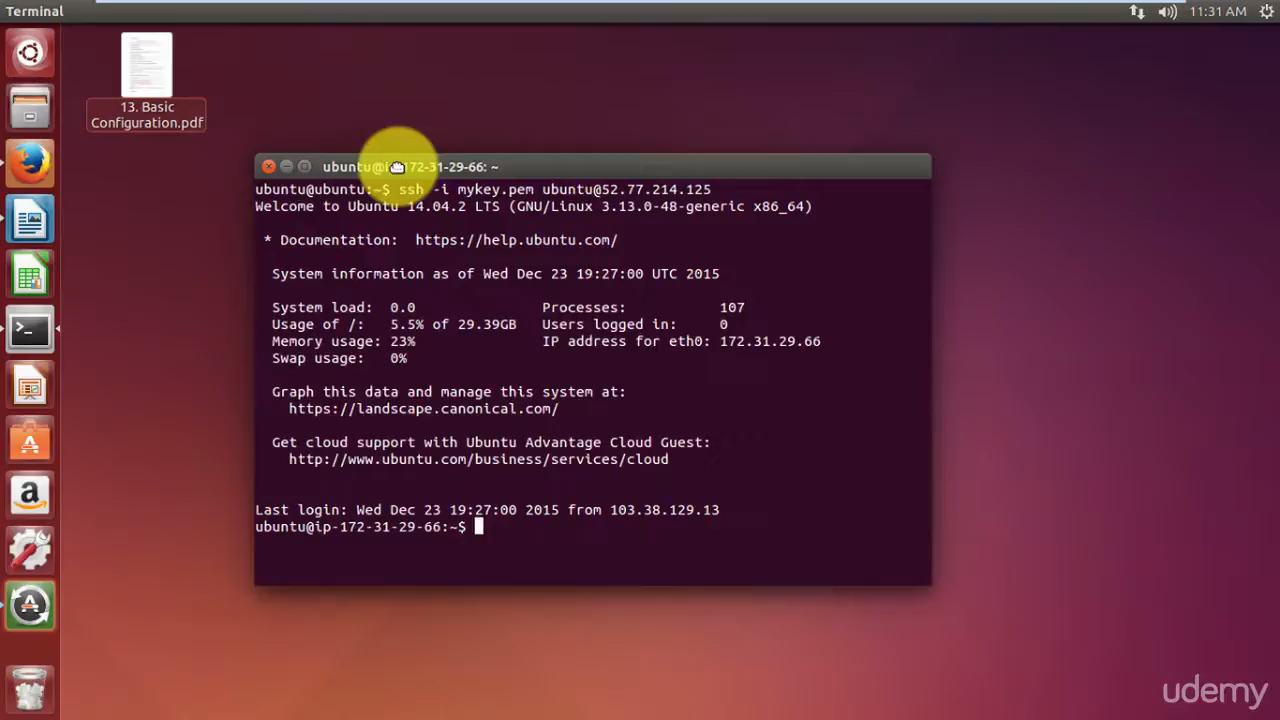 Terminal
11:31 AM
13. Basic
Configuration.pdf
ubuntu@ip-172-31-29-66: ~
ubuntu@ubuntu:~$ ssh -i mykey.pem ubuntu@52.77.214.125
Welcome to Ubuntu 14.04.2 LTS (GNU/Linux 3.13.0-48-generic x86_64)
* Documentation: https://help.ubuntu.com/
System information as of Wed Dec 23 19:27:00 UTC 2015
System load: 0.0 Processes: 107
Usage of /: 5.5% of 29.39GB Users logged in: 0
Memory usage: 23% IP address for eth0: 172.31.29.66
Swap usage: 0%
Graph this data and manage this system at:
https://landscape.canonical.com/
Get cloud support with Ubuntu Advantage Cloud Guest:
http://www.ubuntu.com/business/services/cloud
Last login: Wed Dec 23 19:27:00 2015 from 103.38.129.13
ubuntu@ip-172-31-29-66:~$
udemy